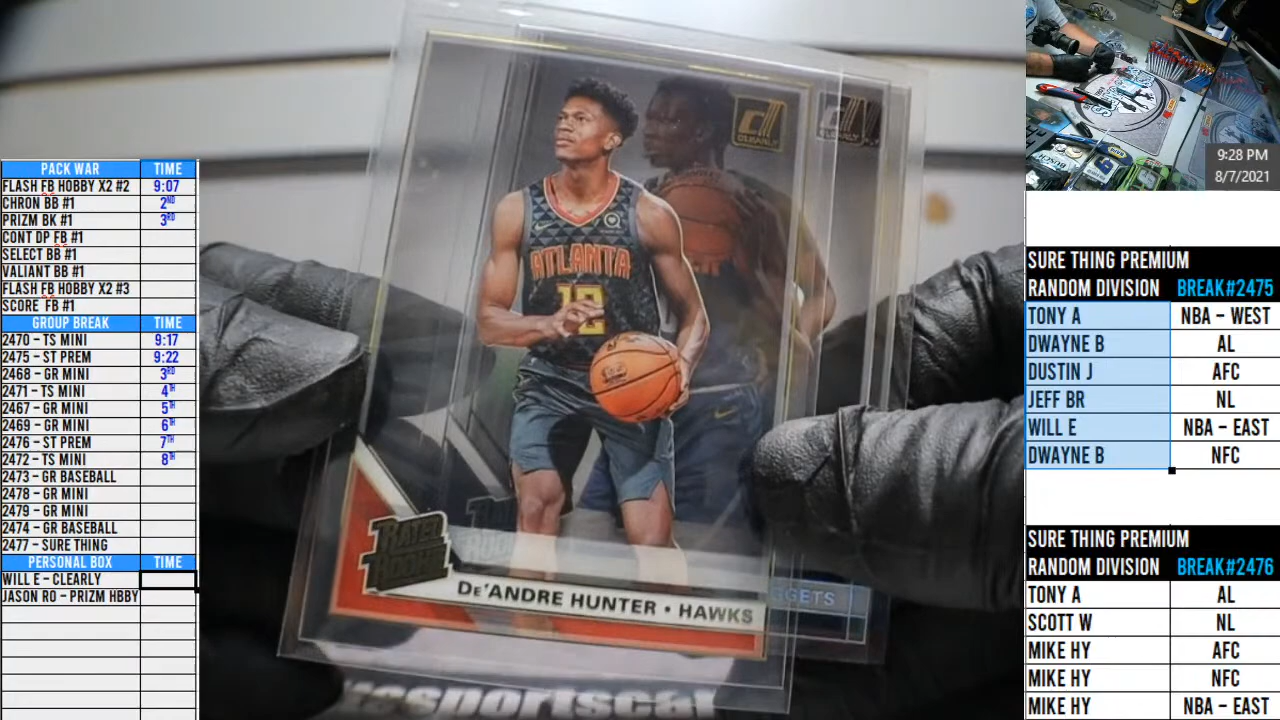 PACK WAR TIME
FLASH FB HOBBY X2 #2 9:07
CHRON BB #1 2ND
PRIZM BK #1 3RD
CONT DP FB #1
SELECT BB #1
VALIANT BB #1
FLASH FB HOBBY X2 #3
SCORE FB #1
GROUP BREAK TIME
2470 – TS MINI 9:17
2475 – ST PREM 9:22
2468 – GR MINI 3RD
2471 – TS MINI 4TH
2467 – GR MINI 5TH
2469 – GR MINI 6TH
2476 – ST PREM 7TH
2472 – TS MINI 8TH
2473 – GR BASEBALL
2478 – GR MINI
2479 – GR MINI
2474 – GR BASEBALL
2477 – SURE THING
PERSONAL BOX TIME
WILL E – CLEARLY
JASON RO – PRIZM HBBY
CLEARLY
ATLANTA
12
RATED
ROOKIE
DE'ANDRE HUNTER • HAWKS
GETS
sportscar
9:28 PM
8/7/2021
SURE THING PREMIUM
RANDOM DIVISION BREAK#2475
TONY A NBA – WEST
DWAYNE B AL
DUSTIN J AFC
JEFF BR NL
WILL E NBA – EAST
DWAYNE B NFC
SURE THING PREMIUM
RANDOM DIVISION BREAK#2476
TONY A AL
SCOTT W NL
MIKE HY AFC
MIKE HY NFC
MIKE HY NBA – EAST